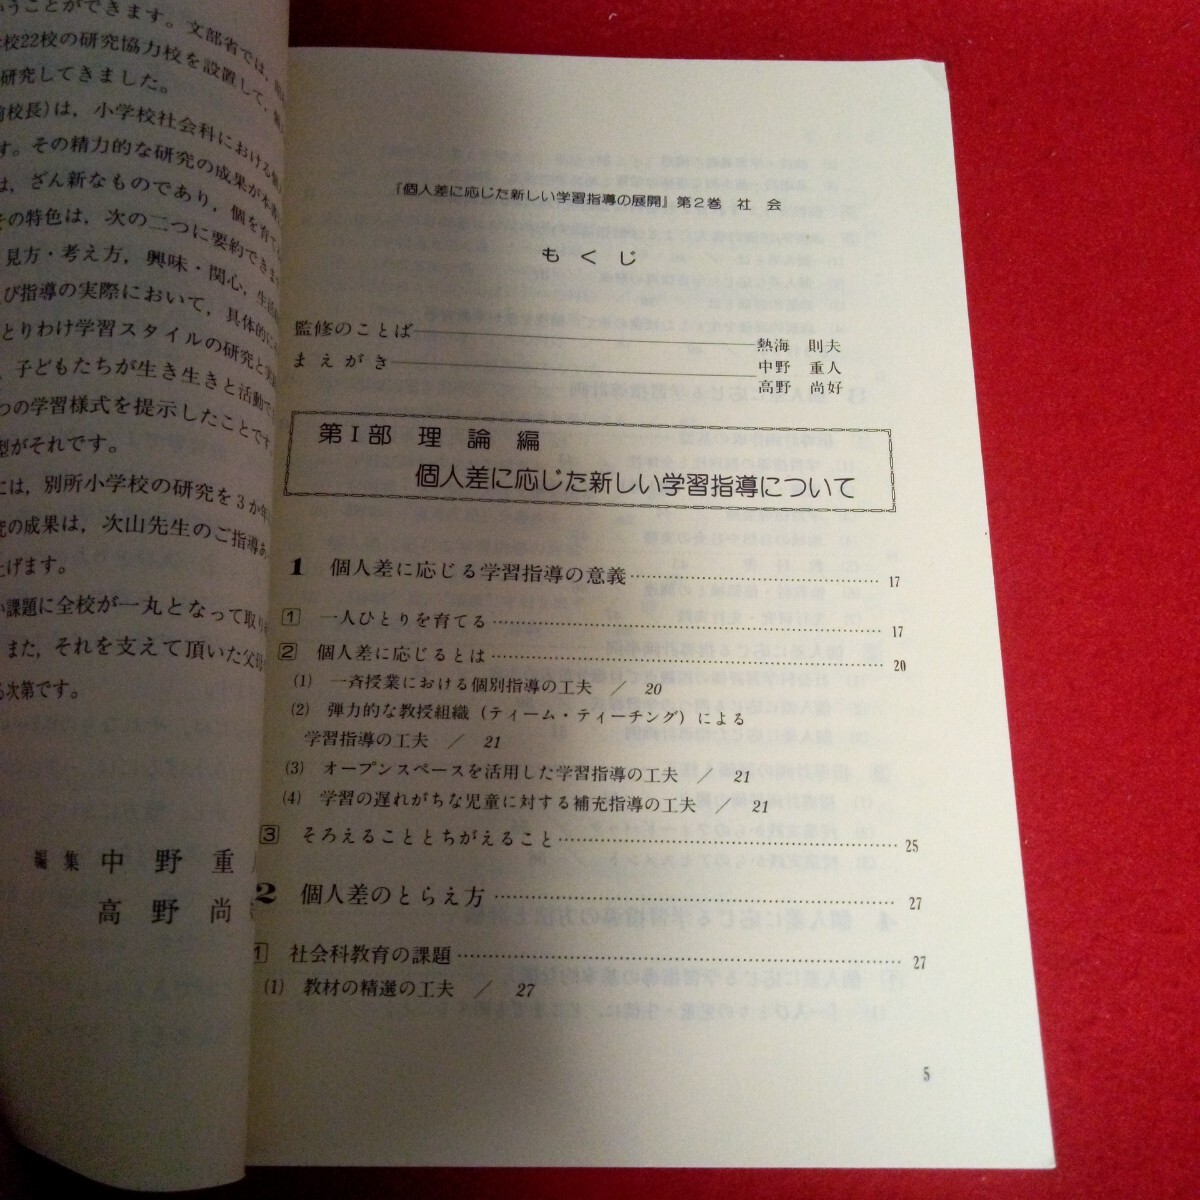 いうことができます。文部省では,
校22校の研究協力校を設置して,
研究してきました。
校長)は,小学校社会科における
す。その精力的な研究の成果が本書
は,ざん新なものであり,個を育て
その特色は,次の二つに要約できま
見方・考え方,興味・関心,生活
び指導の実際において,具体的に
とりわけ学習スタイルの研究と実
,子どもたちが生き生きと活動で
つの学習様式を提示したことです。
型がそれです。
には,別所小学校の研究を3か年
究の成果は,次山先生のご指導あ
上げます。
い課題に全校が一丸となって取り
また,それを支えて頂いた父母
る次第です。
編集 中野重
高野尚
『個人差に応じた新しい学習指導の展開』第2巻 社会
もくじ
監修のことば――熱海 則夫
まえがき――中野 重人
高野 尚好
第Ⅰ部 理論編
個人差に応じた新しい学習指導について
1 個人差に応じる学習指導の意義……17
1 一人ひとりを育てる……17
2 個人差に応じるとは……20
(1) 一斉授業における個別指導の工夫 / 20
(2) 弾力的な教授組織(ティーム・ティーチング)による
学習指導の工夫 / 21
(3) オープンスペースを活用した学習指導の工夫 / 21
(4) 学習の遅れがちな児童に対する補充指導の工夫 / 21
3 そろえることとちがえること……25
2 個人差のとらえ方……27
1 社会科教育の課題……27
(1) 教材の精選の工夫 / 27
5